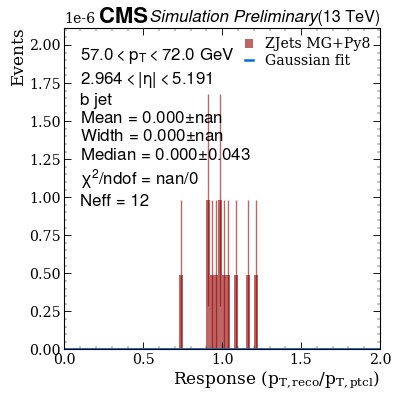 1e-6 CMS Simulation Preliminary (13 TeV)
Events
57.0 < p_T < 72.0 GeV
2.964 < |η| < 5.191
b jet
Mean = 0.000±nan
Width = 0.000±nan
Median = 0.000±0.043
χ²/ndof = nan/0
Neff = 12
ZJets MG+Py8
Gaussian fit
2.00
1.75
1.50
1.25
1.00
0.75
0.50
0.25
0.00
0.0 0.5 1.0 1.5 2.0
Response (p_T,reco/p_T,ptcl)